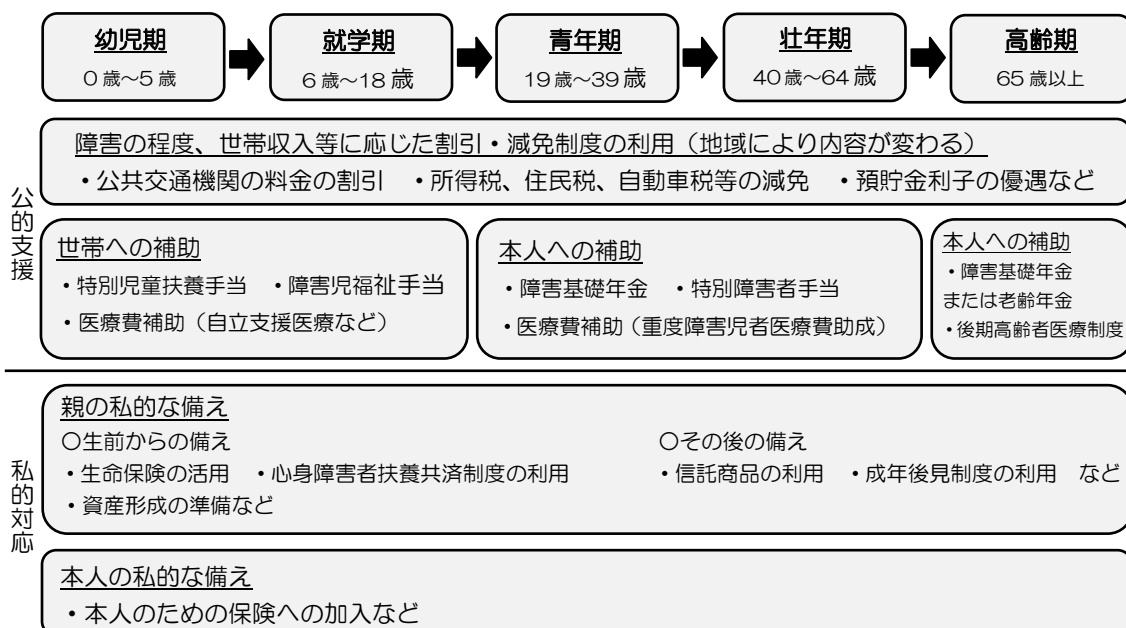 幼児期
0歳~5歳
就学期
6歳~18歳
青年期
19歳~39歳
壮年期
40歳~64歳
高齢期
65歳以上
公的支援
障害の程度、世帯収入等に応じた割引・減免制度の利用(地域により内容が変わる)
・公共交通機関の料金の割引 ・所得税、住民税、自動車税等の減免 ・預貯金利子の優遇など
世帯への補助
・特別児童扶養手当 ・障害児福祉手当
・医療費補助(自立支援医療など)
本人への補助
・障害基礎年金 ・特別障害者手当
・医療費補助(重度障害児者医療費助成)
本人への補助
・障害基礎年金
または老齢年金
・後期高齢者医療制度
私的対応
親の私的な備え
○生前からの備え
・生命保険の活用 ・心身障害者扶養共済制度の利用
・資産形成の準備など
○その後の備え
・信託商品の利用 ・成年後見制度の利用 など
本人の私的な備え
・本人のための保険への加入など